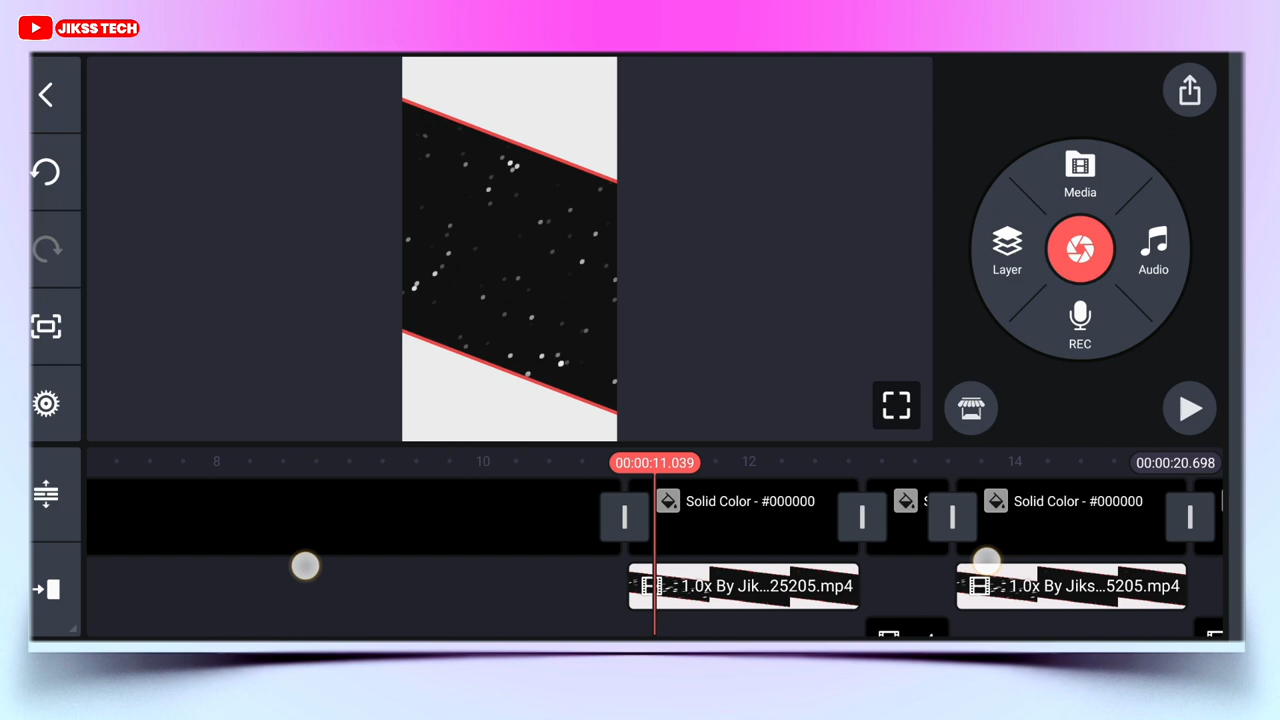 JIKSS TECH
Media
Layer
Audio
REC
8
10
00:00:11.039
12
14
00:00:20.698
Solid Color - #000000
Solid Color - #000000
1.0x By Jik...25205.mp4
1.0x By Jiks...5205.mp4